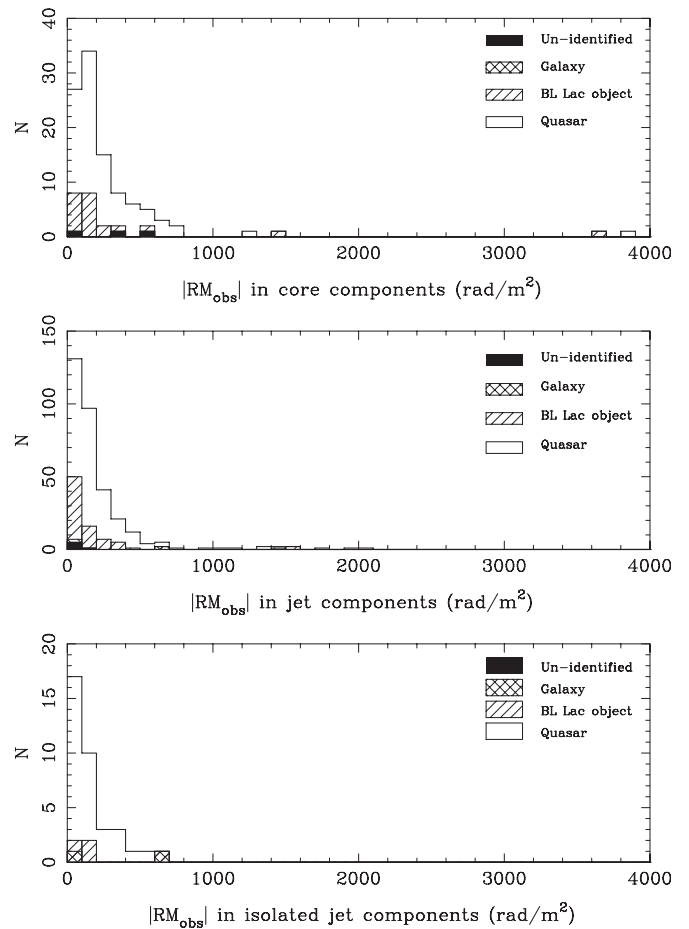 40
30
20
10
0
N
Un-identified
Galaxy
BL Lac object
Quasar
0 1000 2000 3000 4000
|RM_obs| in core components (rad/m²)
150
100
50
0
N
Un-identified
Galaxy
BL Lac object
Quasar
0 1000 2000 3000 4000
|RM_obs| in jet components (rad/m²)
20
15
10
5
0
N
Un-identified
Galaxy
BL Lac object
Quasar
0 1000 2000 3000 4000
|RM_obs| in isolated jet components (rad/m²)